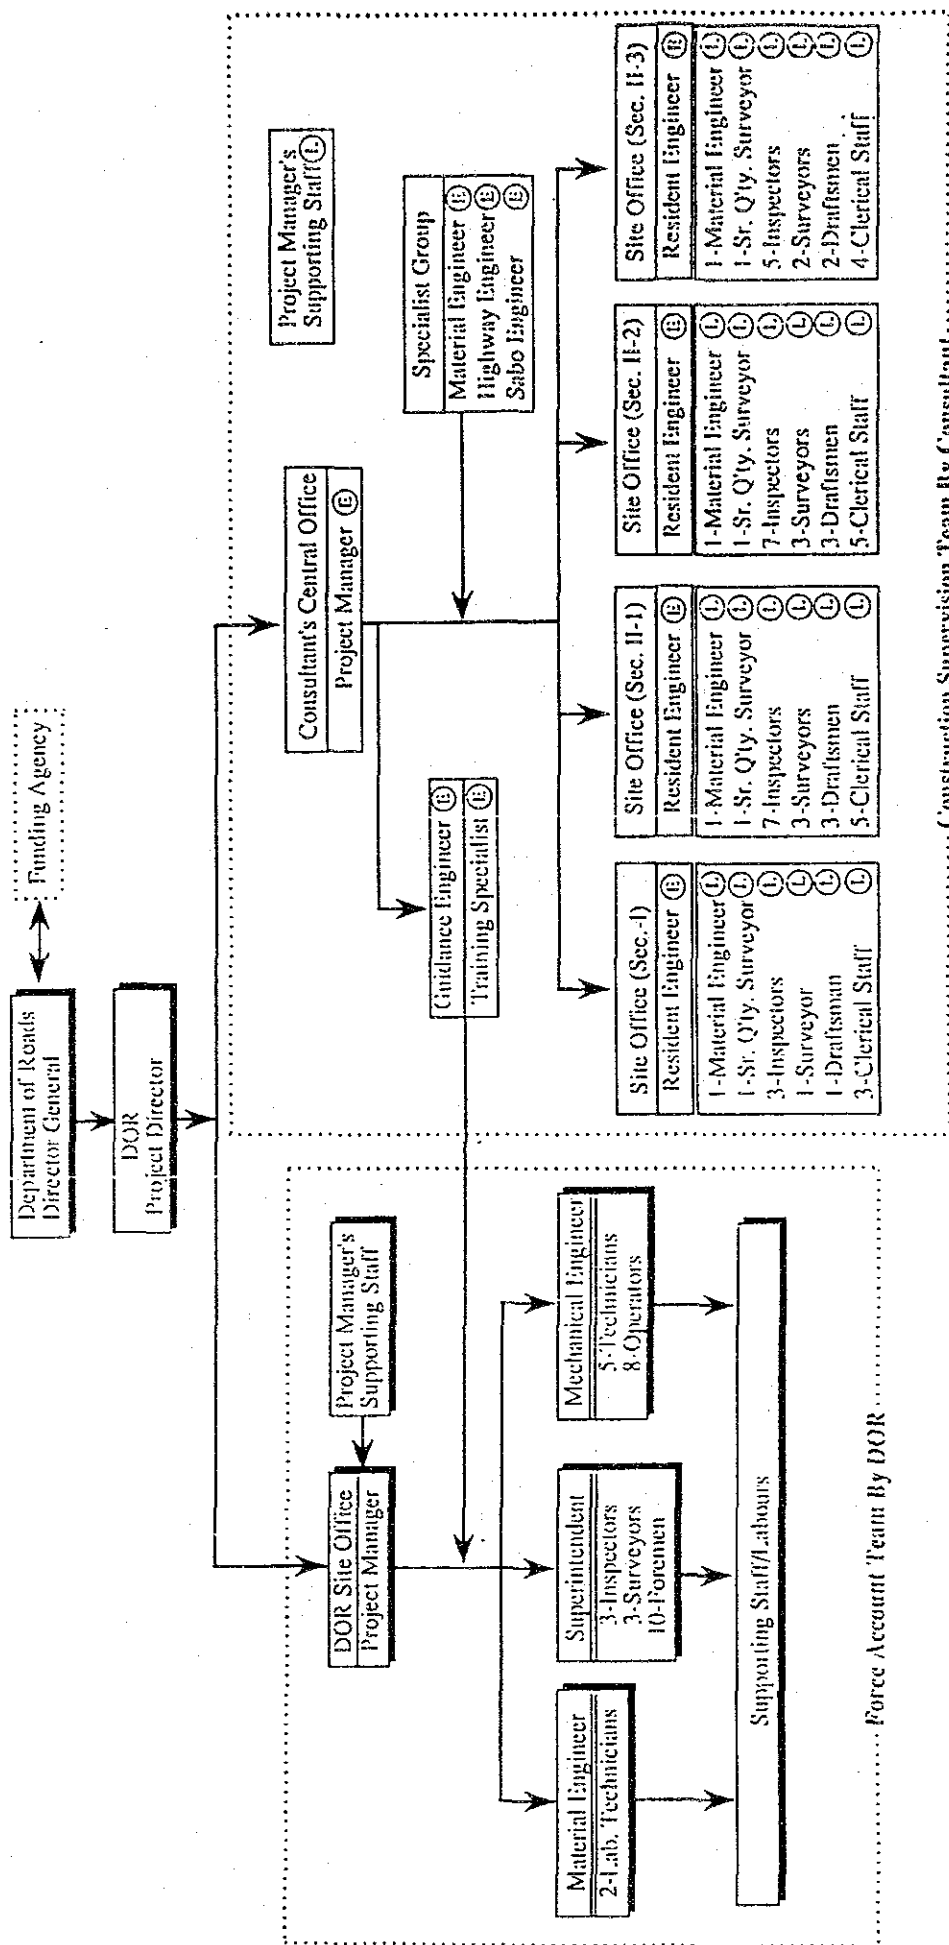 Department of Roads
Director General
Funding Agency
DOR
Project Director
DOR Site Office
Project Manager
Project Manager's
Supporting Staff
Material Engineer
2-Lab. Technicians
Superintendent
3-Inspectors
3-Surveyors
10-Foremen
Mechanical Engineer
5-Technicians
8-Operators
Supporting Staff/Labours
Force Account Team By DOR
Consultant's Central Office
Project Manager Ⓔ
Project Manager's
Supporting Staff Ⓛ
Guidance Engineer Ⓔ
Training Specialist Ⓔ
Specialist Group
Material Engineer Ⓔ
Highway Engineer Ⓔ
Sabo Engineer Ⓔ
Site Office (Sec.-I)
Resident Engineer Ⓔ
1-Material Engineer Ⓛ
1-Sr. Q'ty. Surveyor Ⓛ
3-Inspectors Ⓛ
1-Surveyor Ⓛ
1-Draftsman Ⓛ
3-Clerical Staff Ⓛ
Site Office (Sec. II-1)
Resident Engineer Ⓔ
1-Material Engineer Ⓛ
1-Sr. Q'ty. Surveyor Ⓛ
7-Inspectors Ⓛ
3-Surveyors Ⓛ
3-Draftsmen Ⓛ
5-Clerical Staff Ⓛ
Site Office (Sec. II-2)
Resident Engineer Ⓔ
1-Material Engineer Ⓛ
1-Sr. Q'ty. Surveyor Ⓛ
7-Inspectors Ⓛ
3-Surveyors Ⓛ
3-Draftsmen Ⓛ
5-Clerical Staff Ⓛ
Site Office (Sec. II-3)
Resident Engineer Ⓔ
1-Material Engineer Ⓛ
1-Sr. Q'ty. Surveyor Ⓛ
5-Inspectors Ⓛ
2-Surveyors Ⓛ
2-Draftsmen Ⓛ
4-Clerical Staff Ⓛ
Construction Supervision Team By Consultant